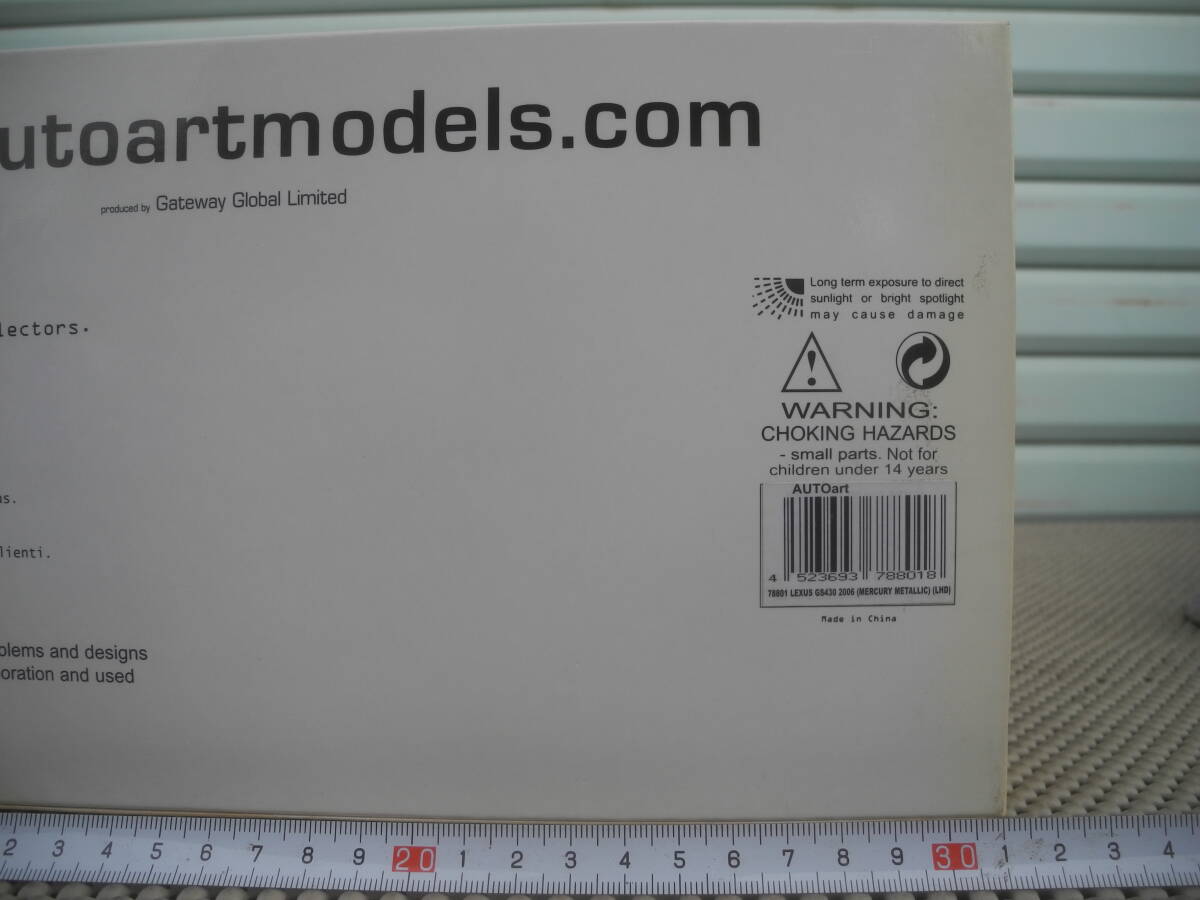 utoartmodels.com
produced by Gateway Global Limited
Long term exposure to direct
sunlight or bright spotlight
may cause damage
lectors.
WARNING:
CHOKING HAZARDS
- small parts. Not for
children under 14 years
AUTOart
4 523693 788018
78801 LEXUS GS430 2006 (MERCURY METALLIC) (LHD)
Made in China
us.
lienti.
blems and designs
oration and used
2 3 4 5 6 7 8 9 20 1 2 3 4 5 6 7 8 9 30 1 2 3 4